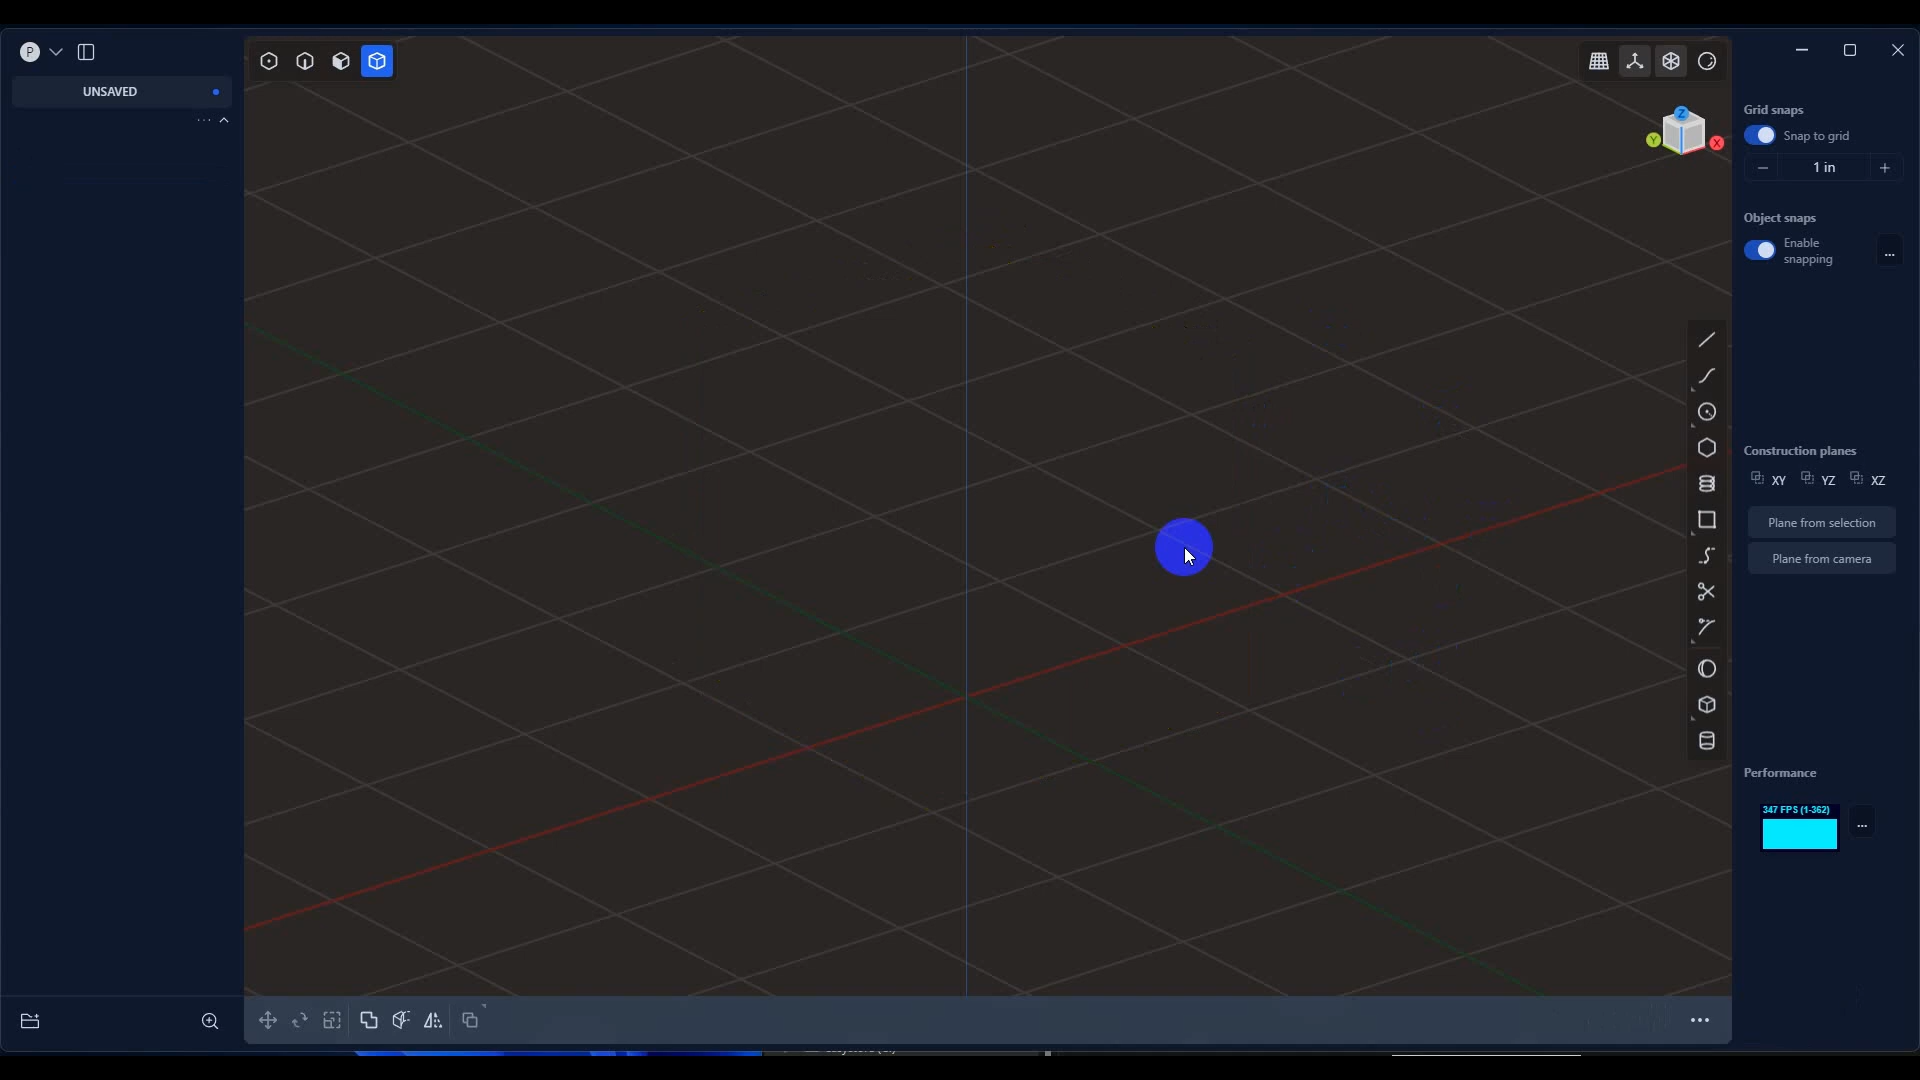 P
UNSAVED
Z
Y
X
Grid snaps
Snap to grid
1 in
Object snaps
Enable
snapping
Construction planes
XY
YZ
XZ
Plane from selection
Plane from camera
Performance
347 FPS (1-362)